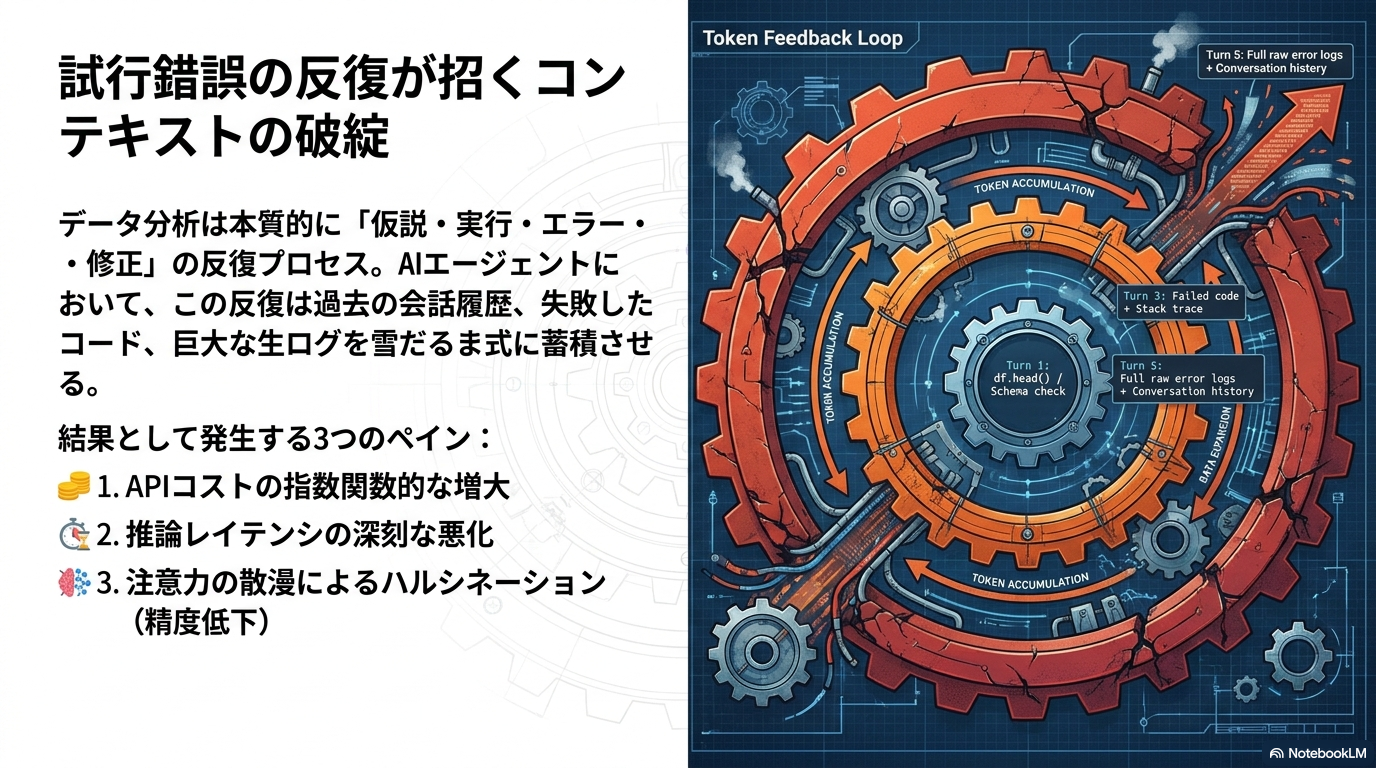 試行錯誤の反復が招くコン
テキストの破綻
データ分析は本質的に「仮説・実行・エラー・
・修正」の反復プロセス。AIエージェントに
おいて、この反復は過去の会話履歴、失敗した
コード、巨大な生ログを雪だるま式に蓄積させ
る。
結果として発生する3つのペイン：
1. APIコストの指数関数的な増大
2. 推論レイテンシの深刻な悪化
3. 注意力の散漫によるハルシネーション
（精度低下）
Token Feedback Loop
Turn S: Full raw error logs
+ Conversation histery
TOKEN ACCUMULATION
Turn 3: Failed code
+ Stack trace
TOKEN ACCUMULATION
Turn 1:
df.head() /
Schema check
Turn S:
Full raw error logs
+ Conversation history
DATA EXPAESION
TOKEN ACCUMULATION
NotebookLM